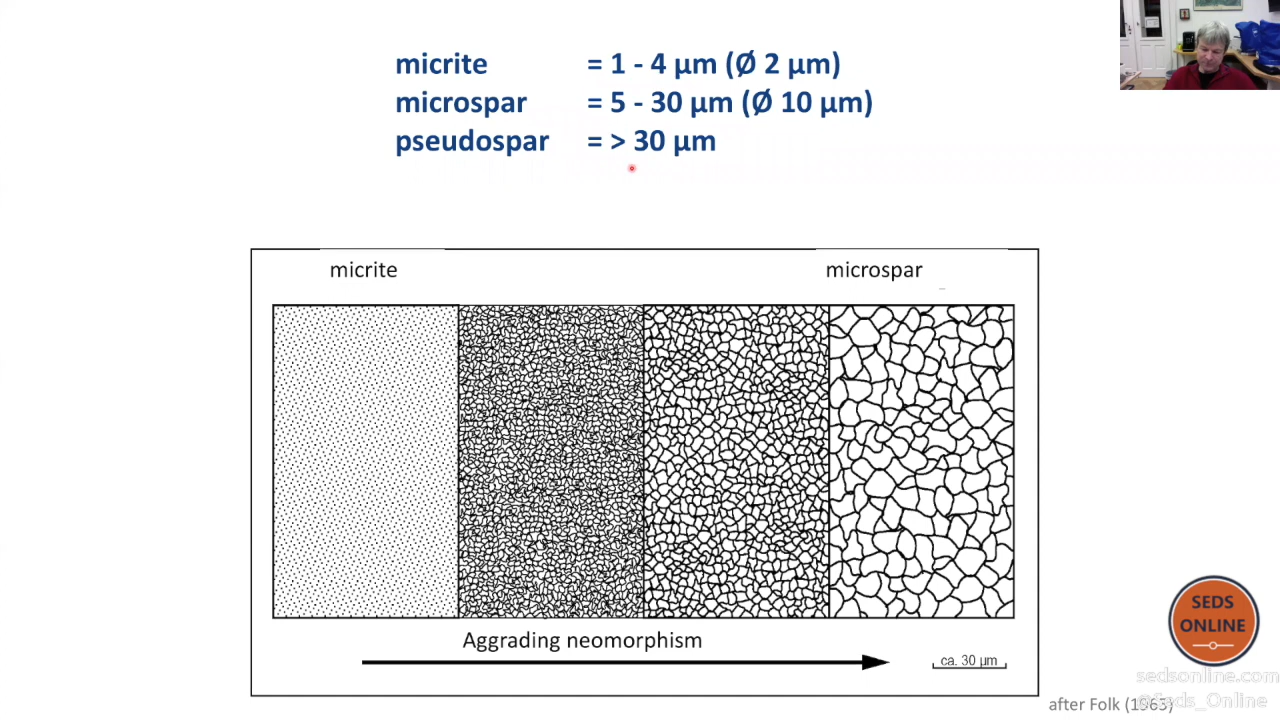 micrite = 1 - 4 µm (Ø 2 µm)
microspar = 5 - 30 µm (Ø 10 µm)
pseudospar = > 30 µm
micrite microspar
Aggrading neomorphism
ca. 30 µm
SEDS
ONLINE
sedsonline.com
@Seds_Online
after Folk (1965)